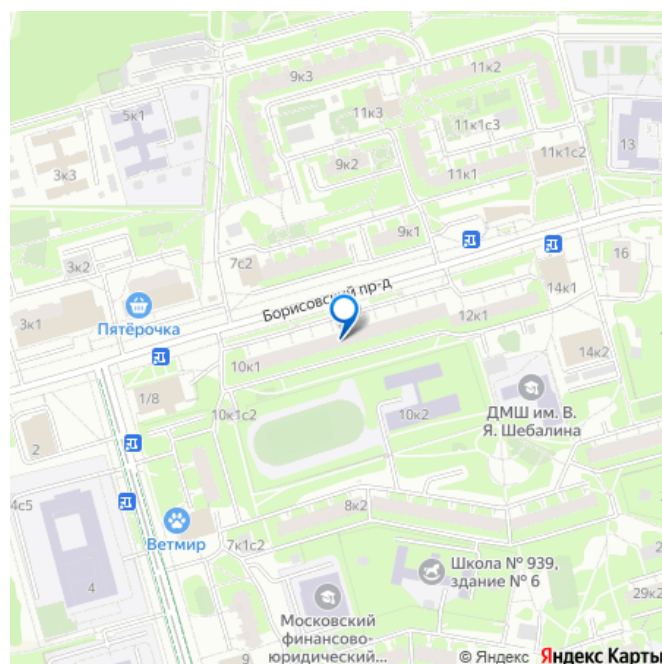 9к3
11к2
5к1
11к3
11к1с3
13
9к2
11к1
11к1с2
3к3
9к1
16
3к2
7с2
14к1
Борисовский пр-д
3к1
Пятёрочка
12к1
14к2
10к1
1/8
10к1с2
10к2
ДМШ им. В.
Я. Шебалина
2
4с5
8к2
Ветмир
7к1с2
Школа № 939,
здание № 6
4
29к2
Московский
финансово-
юридический...
9
© Яндекс Яндекс Карты